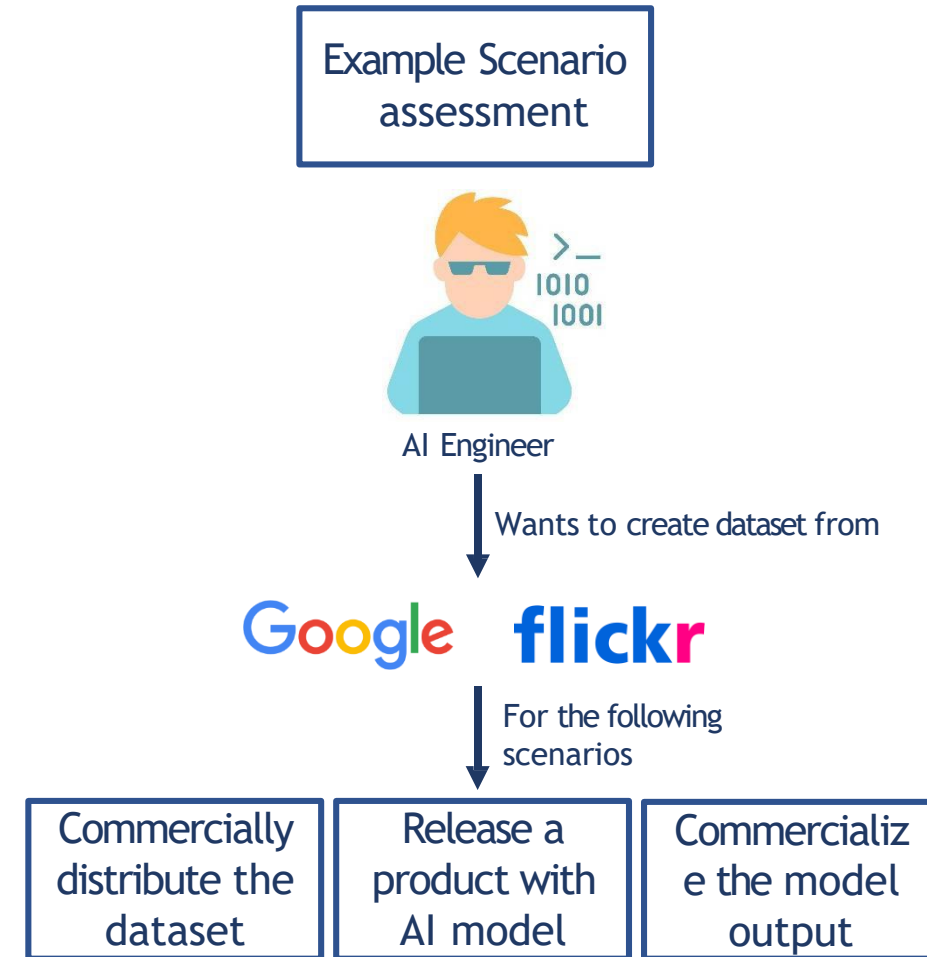 Example Scenario
assessment
>_
1010
1001
AI Engineer
Wants to create dataset from
Google flickr
For the following
scenarios
Commercially
distribute the
dataset
Release a
product with
AI model
Commercializ
e the model
output